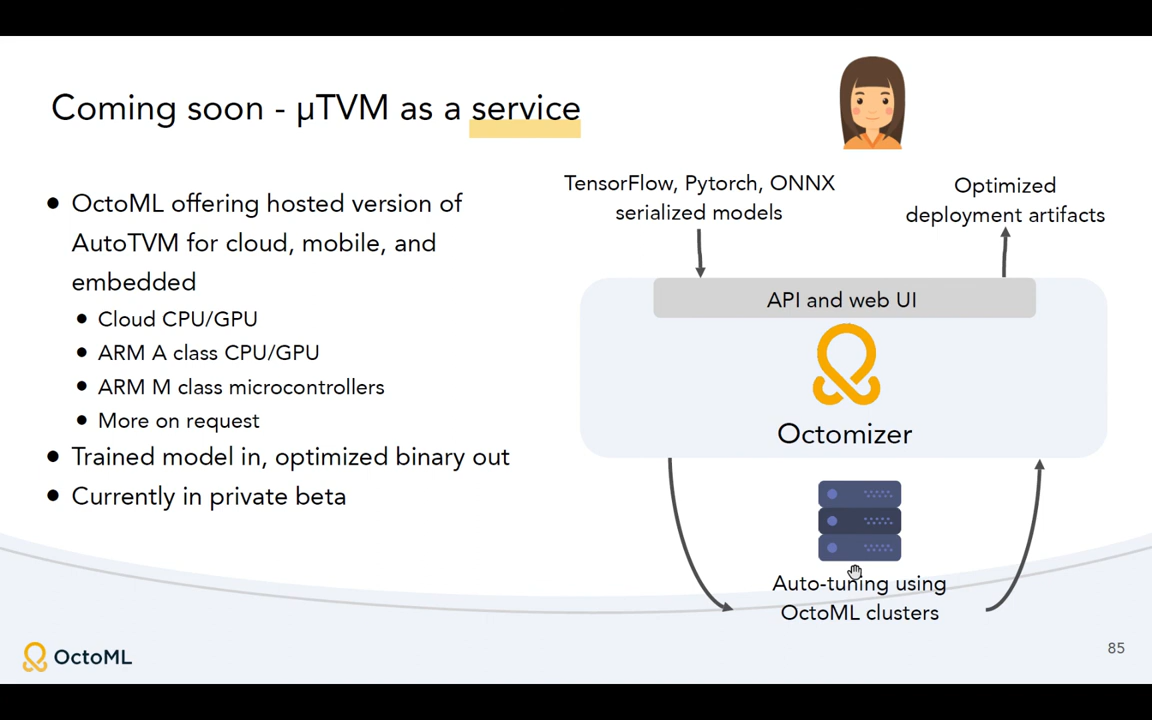 Coming soon - µTVM as a service
● OctoML offering hosted version of
AutoTVM for cloud, mobile, and
embedded
● Cloud CPU/GPU
● ARM A class CPU/GPU
● ARM M class microcontrollers
● More on request
● Trained model in, optimized binary out
● Currently in private beta
TensorFlow, Pytorch, ONNX
serialized models
Optimized
deployment artifacts
API and web UI
Octomizer
Auto-tuning using
OctoML clusters
OctoML
85